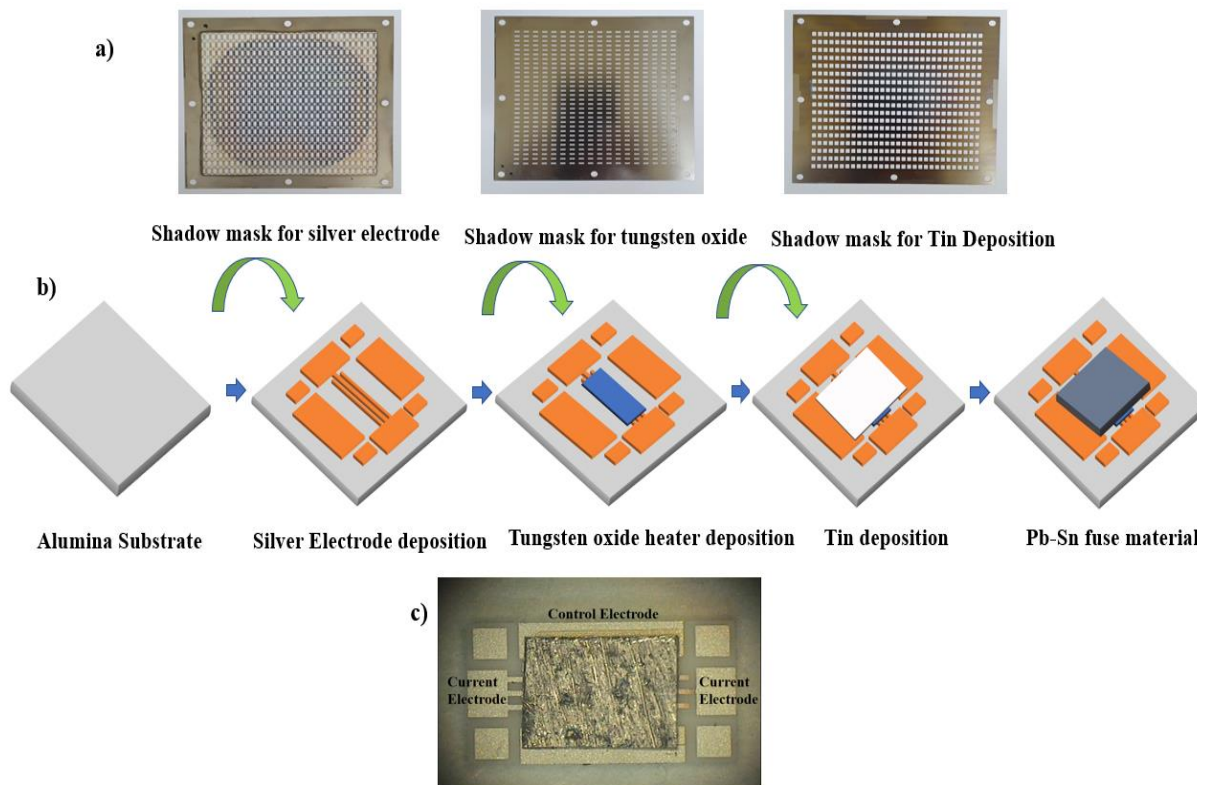 a)
Shadow mask for silver electrode
Shadow mask for tungsten oxide
Shadow mask for Tin Deposition
b)
Alumina Substrate
Silver Electrode deposition
Tungsten oxide heater deposition
Tin deposition
Pb-Sn fuse material
c)
Control Electrode
Current
Electrode
Current
Electrode